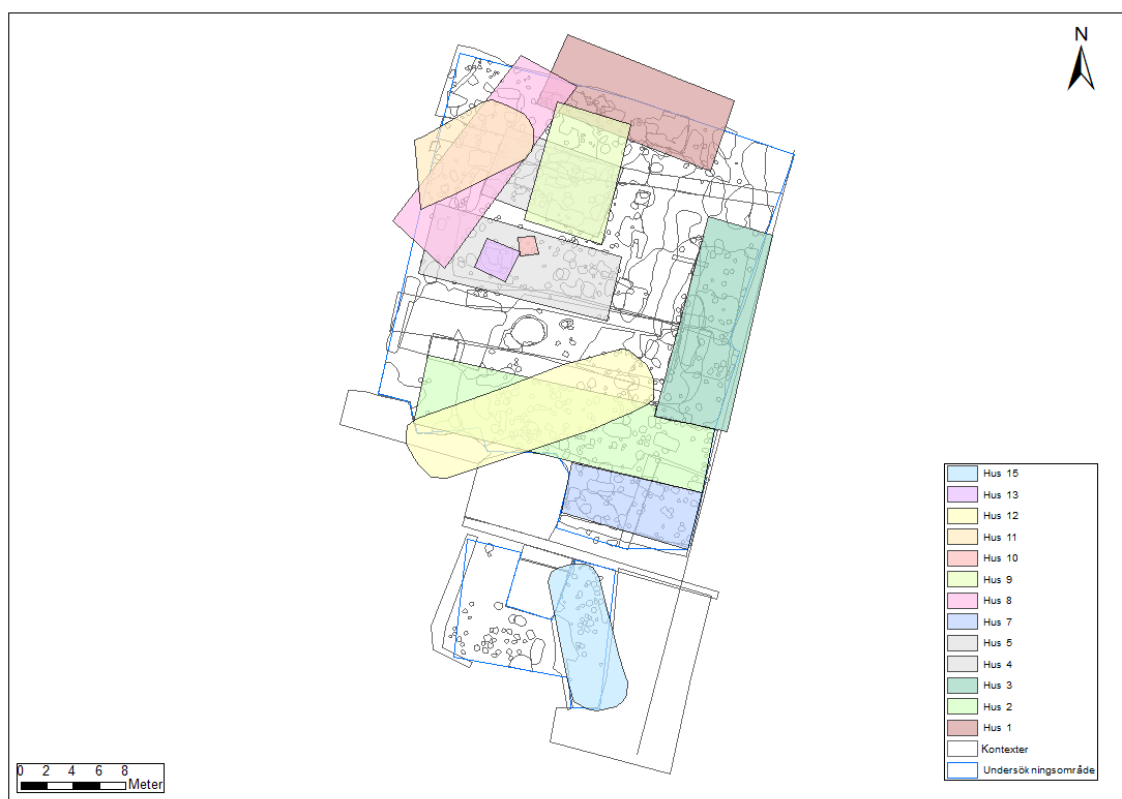 N
Hus 15
Hus 13
Hus 12
Hus 11
Hus 10
Hus 9
Hus 8
Hus 7
Hus 5
Hus 4
Hus 3
Hus 2
Hus 1
Kontexter
Undersökningsområde
0 2 4 6 8
Meter